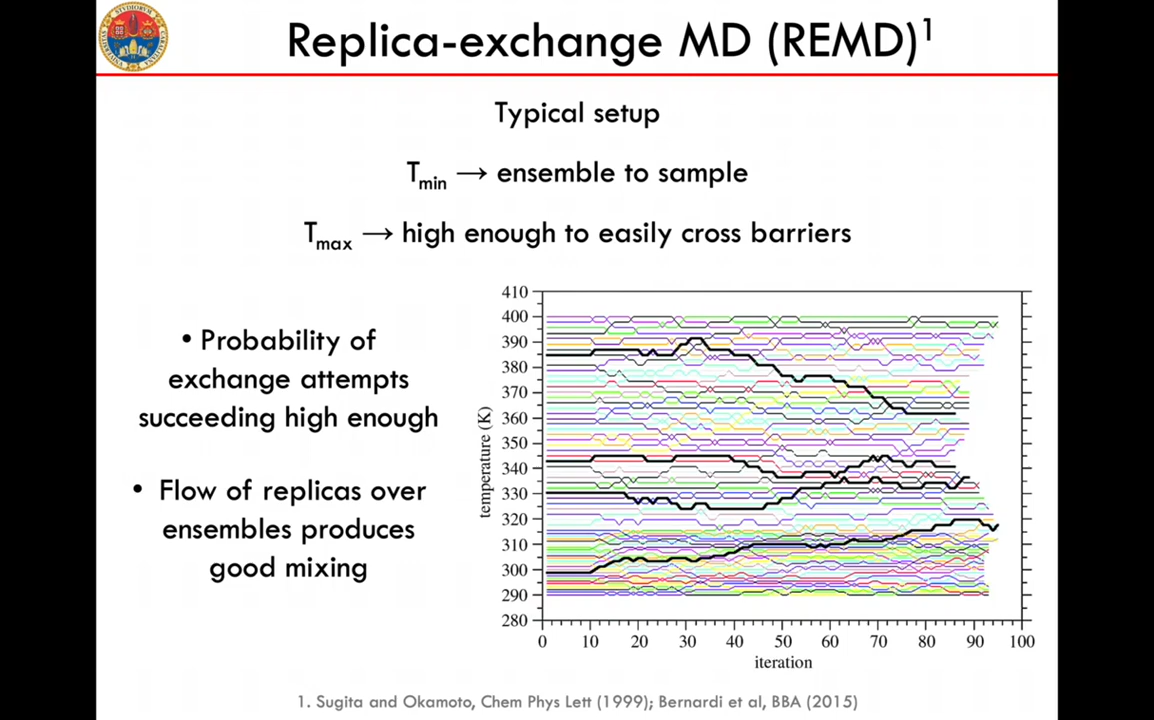 Replica-exchange MD (REMD)¹
Typical setup
Tmin → ensemble to sample
Tmax → high enough to easily cross barriers
• Probability of
exchange attempts
succeeding high enough
• Flow of replicas over
ensembles produces
good mixing
temperature (K)
410
400
390
380
370
360
350
340
330
320
310
300
290
280
0 10 20 30 40 50 60 70 80 90 100
iteration
1. Sugita and Okamoto, Chem Phys Lett (1999); Bernardi et al, BBA (2015)